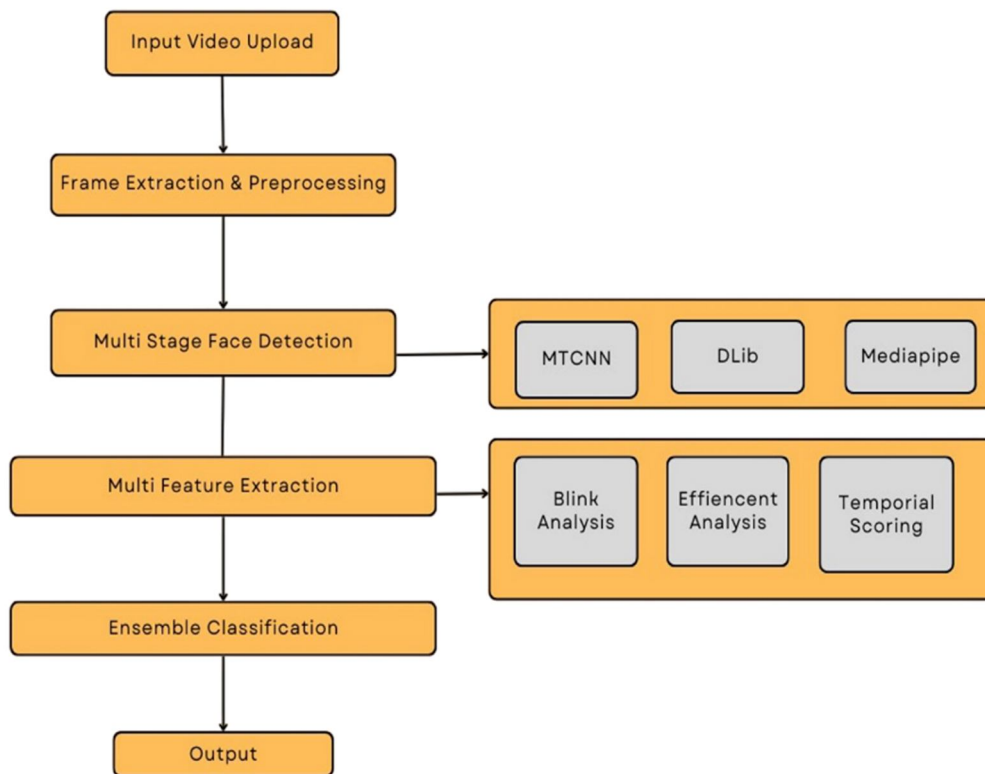 Input Video Upload
Frame Extraction & Preprocessing
Multi Stage Face Detection
MTCNN
DLib
Mediapipe
Multi Feature Extraction
Blink
Analysis
Effiencent
Analysis
Temporial
Scoring
Ensemble Classification
Output